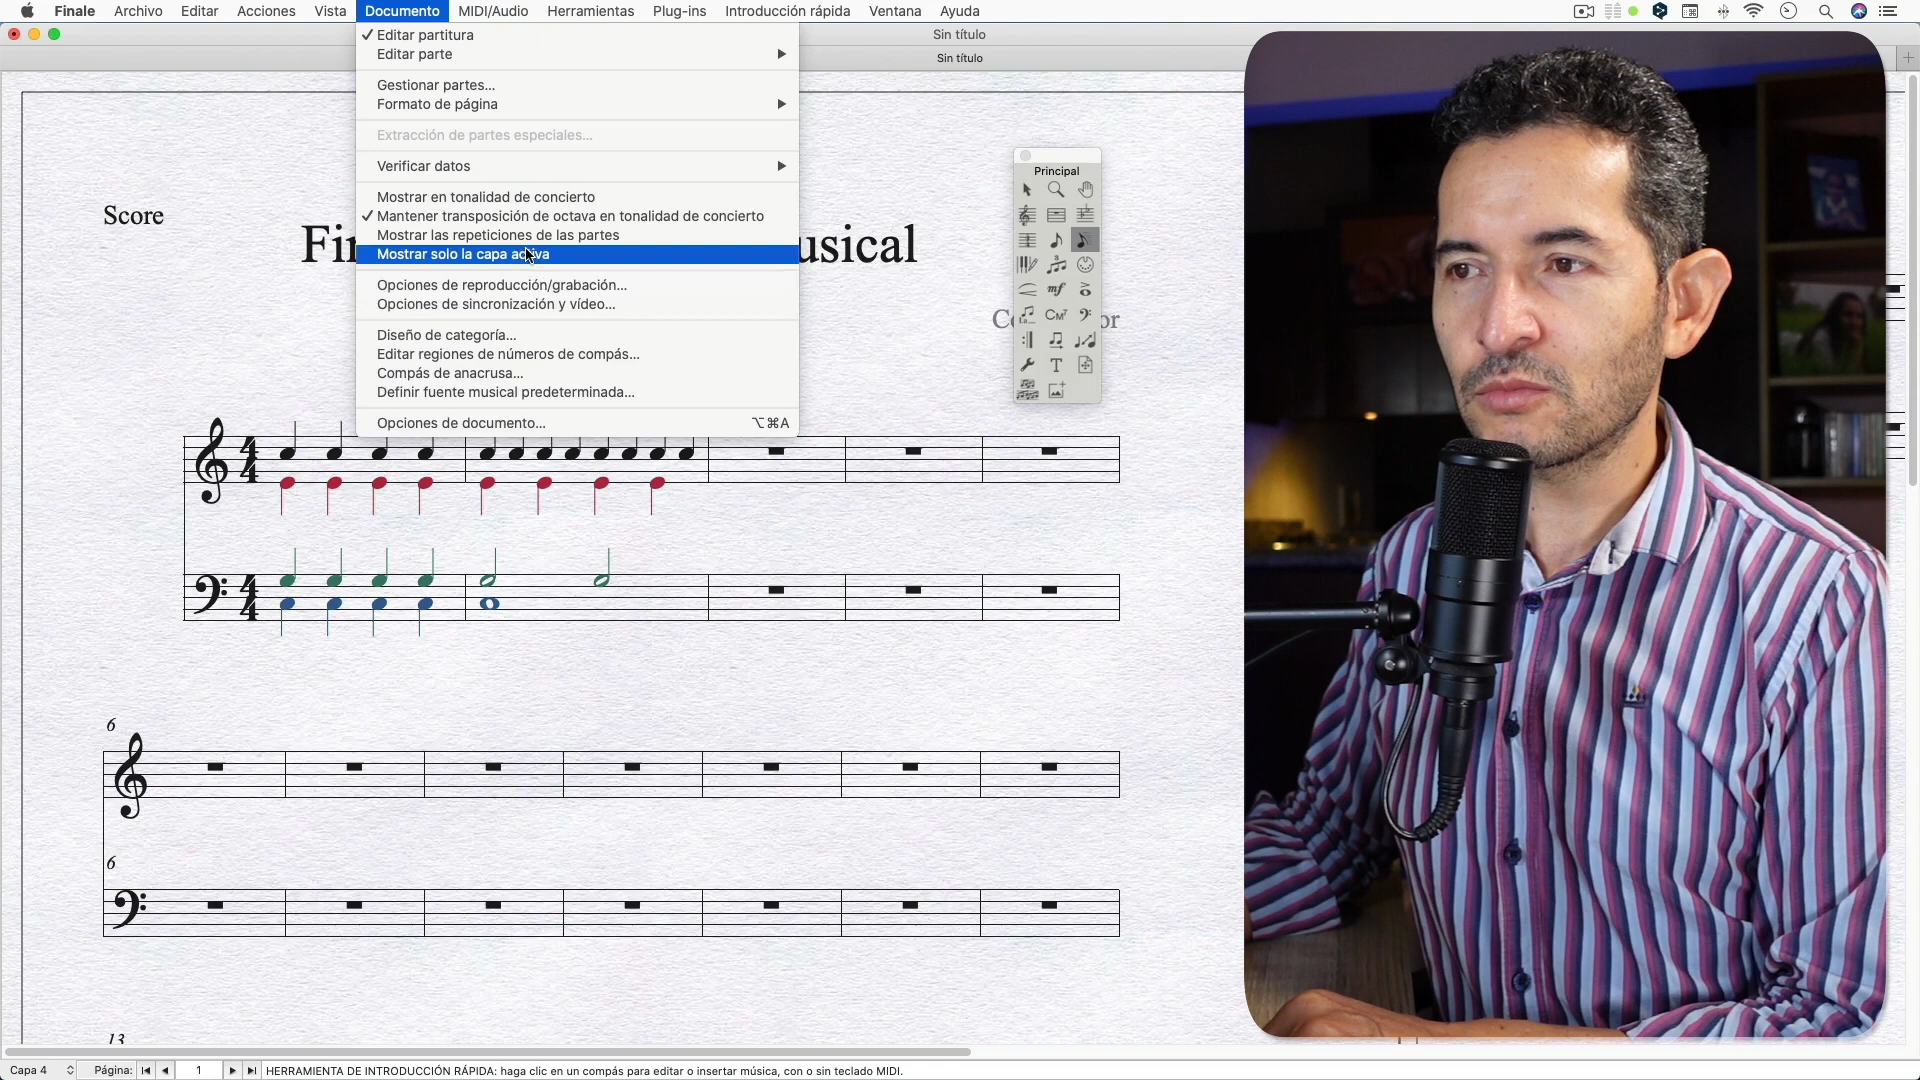 Finale Archivo Editar Acciones Vista Documento MIDI/Audio Herramientas Plug-ins Introducción rápida Ventana Ayuda
Sin título
Sin título
Editar partitura
Editar parte
Gestionar partes...
Formato de página
Extracción de partes especiales...
Verificar datos
Mostrar en tonalidad de concierto
Mantener transposición de octava en tonalidad de concierto
Mostrar las repeticiones de las partes
Mostrar solo la capa activa
Opciones de reproducción/grabación...
Opciones de sincronización y vídeo...
Diseño de categoría...
Editar regiones de números de compás...
Compás de anacrusa...
Definir fuente musical predeterminada...
Opciones de documento... ⌥⌘A
Principal
mf
CM7
T
Score
6
6
13
Capa 4 Página: 1 HERRAMIENTA DE INTRODUCCIÓN RÁPIDA: haga clic en un compás para editar o insertar música, con o sin teclado MIDI.